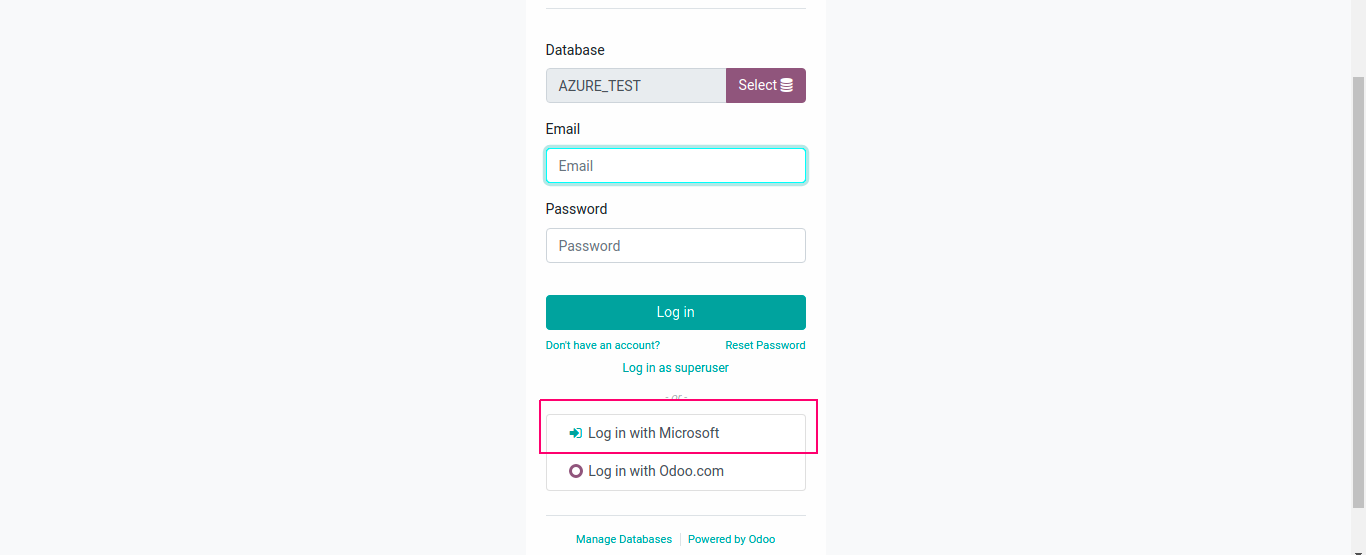 Database
AZURE_TEST Select
Email
Email
Password
Password
Log in
Don't have an account? Reset Password
Log in as superuser
- or -
Log in with Microsoft
Log in with Odoo.com
Manage Databases Powered by Odoo